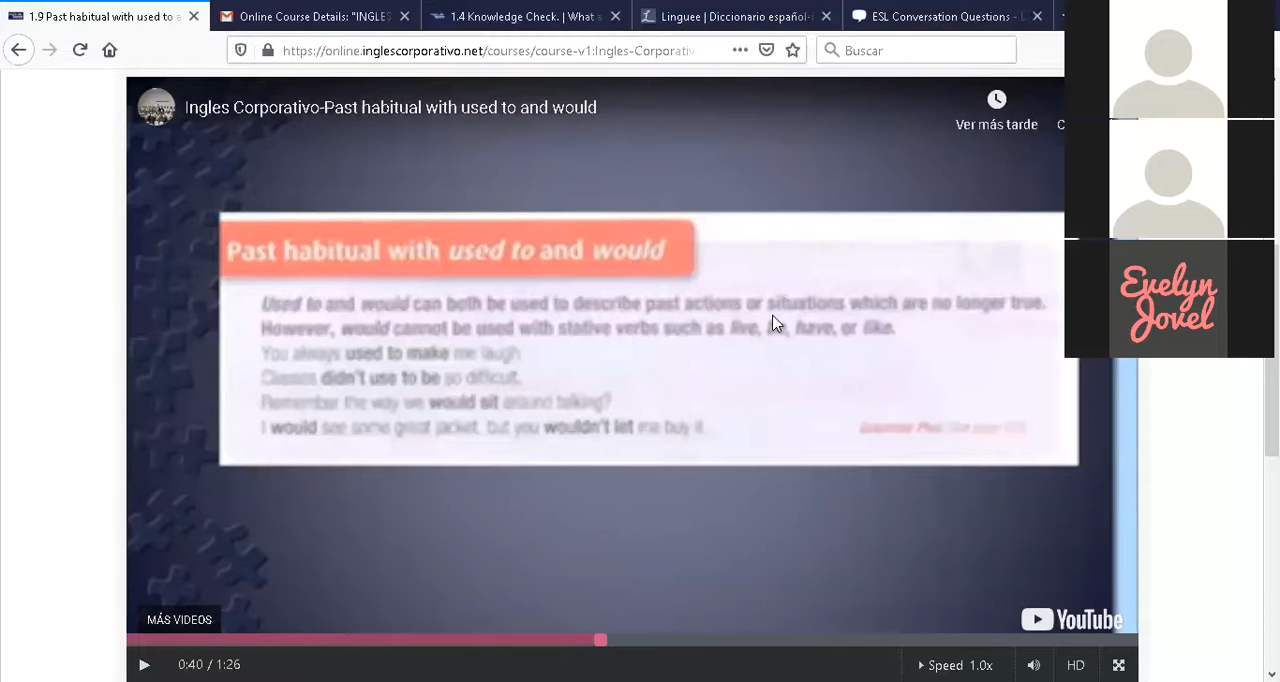 1.9 Past habitual with used to a
Online Course Details: "INGLES
1.4 Knowledge Check. | What a
Linguee | Diccionario español-i
ESL Conversation Questions -
https://online.inglescorporativo.net/courses/course-v1:Ingles-Corporativ
Buscar
Ingles Corporativo-Past habitual with used to and would
Ver más tarde
Past habitual with used to and would
Used to and would can both be used to describe past actions or situations which are no longer true.
However, would cannot be used with stative verbs such as live, have, or like.
You always used to make me laugh
Classes didn't use to be so difficult.
Remember the way we would sit around talking?
I would see some great jacket, but you wouldn't let me buy it.
Evelyn
Jovel
MÁS VIDEOS
YouTube
0:40 / 1:26
Speed 1.0x
HD